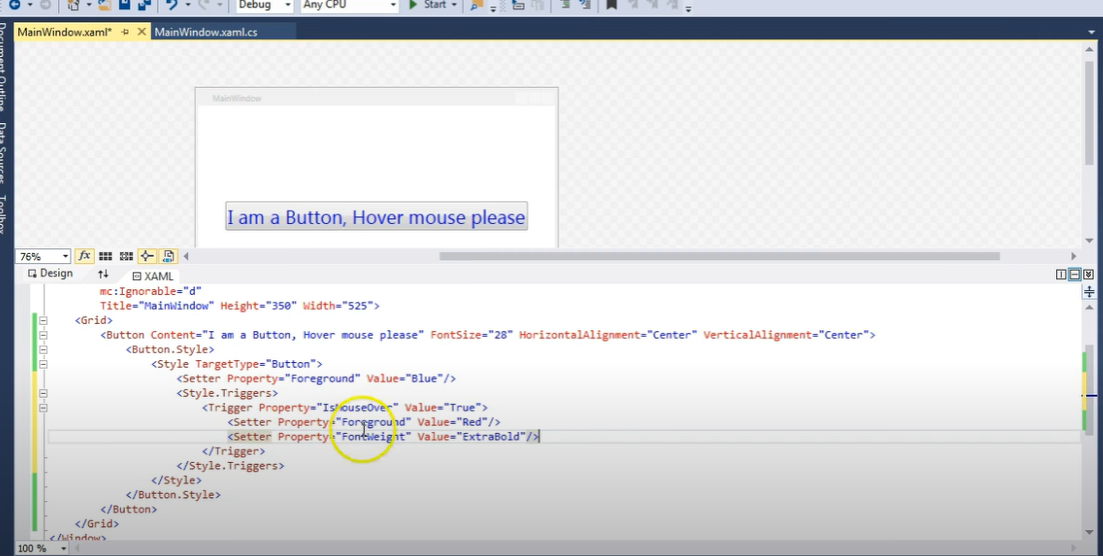 Debug Any CPU Start
MainWindow.xaml* MainWindow.xaml.cs
Document Outline
Data Sources
Toolbox
MainWindow
I am a Button, Hover mouse please
76% fx
Design XAML
mc:Ignorable="d"
Title="MainWindow" Height="350" Width="525">
<Grid>
<Button Content="I am a Button, Hover mouse please" FontSize="28" HorizontalAlignment="Center" VerticalAlignment="Center">
<Button.Style>
<Style TargetType="Button">
<Setter Property="Foreground" Value="Blue"/>
<Style.Triggers>
<Trigger Property="IsMouseOver" Value="True">
<Setter Property="Foreground" Value="Red"/>
<Setter Property="FontWeight" Value="ExtraBold"/>
</Trigger>
</Style.Triggers>
</Style>
</Button.Style>
</Button>
</Grid>
</Window>
100 %